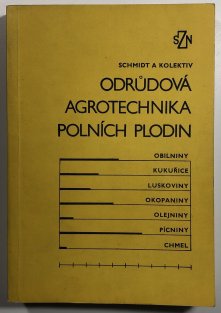 SZN
SCHMIDT A KOLEKTIV
ODRŮDOVÁ
AGROTECHNIKA
POLNÍCH PLODIN
OBILNINY
KUKUŘICE
LUSKOVINY
OKOPANINY
OLEJNINY
PÍCNINY
CHMEL